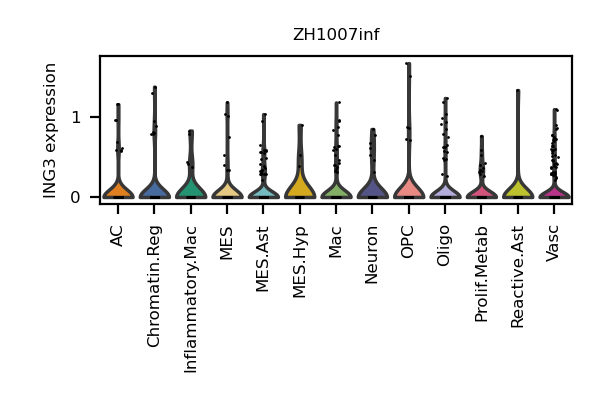 ZH1007inf
ING3 expression
1
0
AC
Chromatin.Reg
Inflammatory.Mac
MES
MES.Ast
MES.Hyp
Mac
Neuron
OPC
Oligo
Prolif.Metab
Reactive.Ast
Vasc